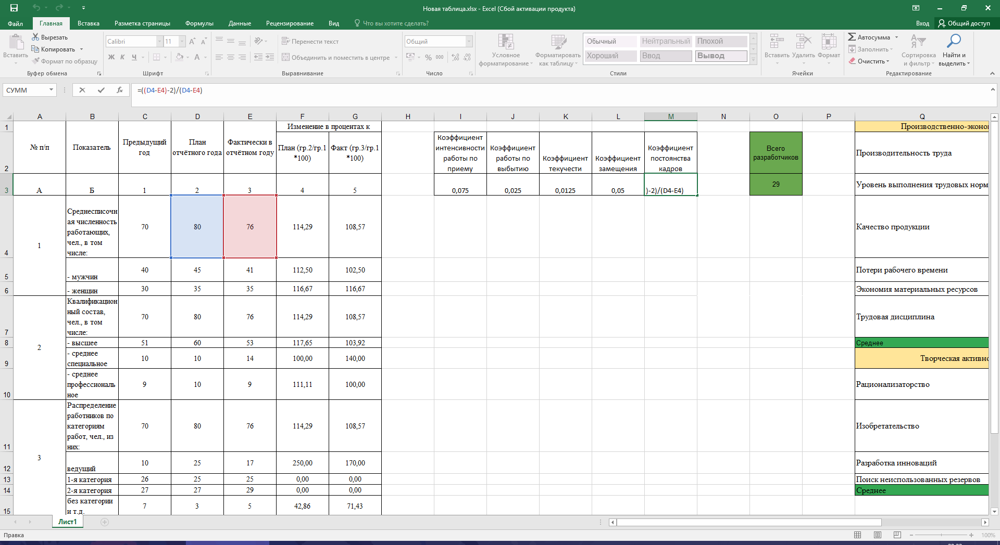 Новая таблица.xlsx - Excel (Сбой активации продукта)
Файл Главная Вставка Разметка страницы Формулы Данные Рецензирование Вид Что вы хотите сделать? Вход Общий доступ
Вставить
Вырезать
Копировать
Формат по образцу
Буфер обмена
Calibri 11
Ж К Ч А
Шрифт
Перенести текст
Объединить и поместить в центре
Выравнивание
Общий
% 000
Число
Условное форматирование
Форматировать как таблицу
Обычный Нейтральный Плохой
Хороший Ввод Вывод
Стили
Вставить Удалить Формат
Ячейки
Автосумма
Заполнить
Очистить
Сортировка и фильтр
Найти и выделить
Редактирование
СУММ fx =((D4-E4)-2)/(D4-E4)
A B C D E F G H I J K L M N O P Q
1 Изменение в процентах к Производственно-эконо
2 № п/п Показатель Предыдущий год План отчётного года Фактически в отчётном году План (гр.2/гр.1 *100) Факт (гр.3/гр.1 *100) Коэффициент интенсивности работы по приему Коэффициент работы по выбытию Коэффициент текучести Коэффициент замещения Коэффициент постоянства кадров Всего разработчиков Производительность труда
3 А Б 1 2 3 4 5 0,075 0,025 0,0125 0,05 )-2)/(D4-E4) 29 Уровень выполнения трудовых норм
4 1 Среднесписочная численность работающих, чел., в том числе: 70 80 76 114,29 108,57 Качество продукции
5 - мужчин 40 45 41 112,50 102,50 Потери рабочего времени
6 - женщин 30 35 35 116,67 116,67 Экономия материальных ресурсов
7 2 Квалификационный состав, чел., в том числе: 70 80 76 114,29 108,57 Трудовая дисциплина
8 - высшее 51 60 53 117,65 103,92 Среднее
9 - среднее специальное 10 10 14 100,00 140,00 Творческая активно
10 - среднее профессиональное 9 10 9 111,11 100,00 Рационализаторство
11 3 Распределение работников по категориям работ, чел., из них: 70 80 76 114,29 108,57 Изобретательство
12 ведущий 10 25 17 250,00 170,00 Разработка инноваций
13 1-я категория 26 25 25 0,00 0,00 Поиск неиспользованных резервов
14 2-я категория 27 27 29 0,00 0,00 Среднее
15 без категории и т.д. 7 3 5 42,86 71,43
Лист1
Правка 100%